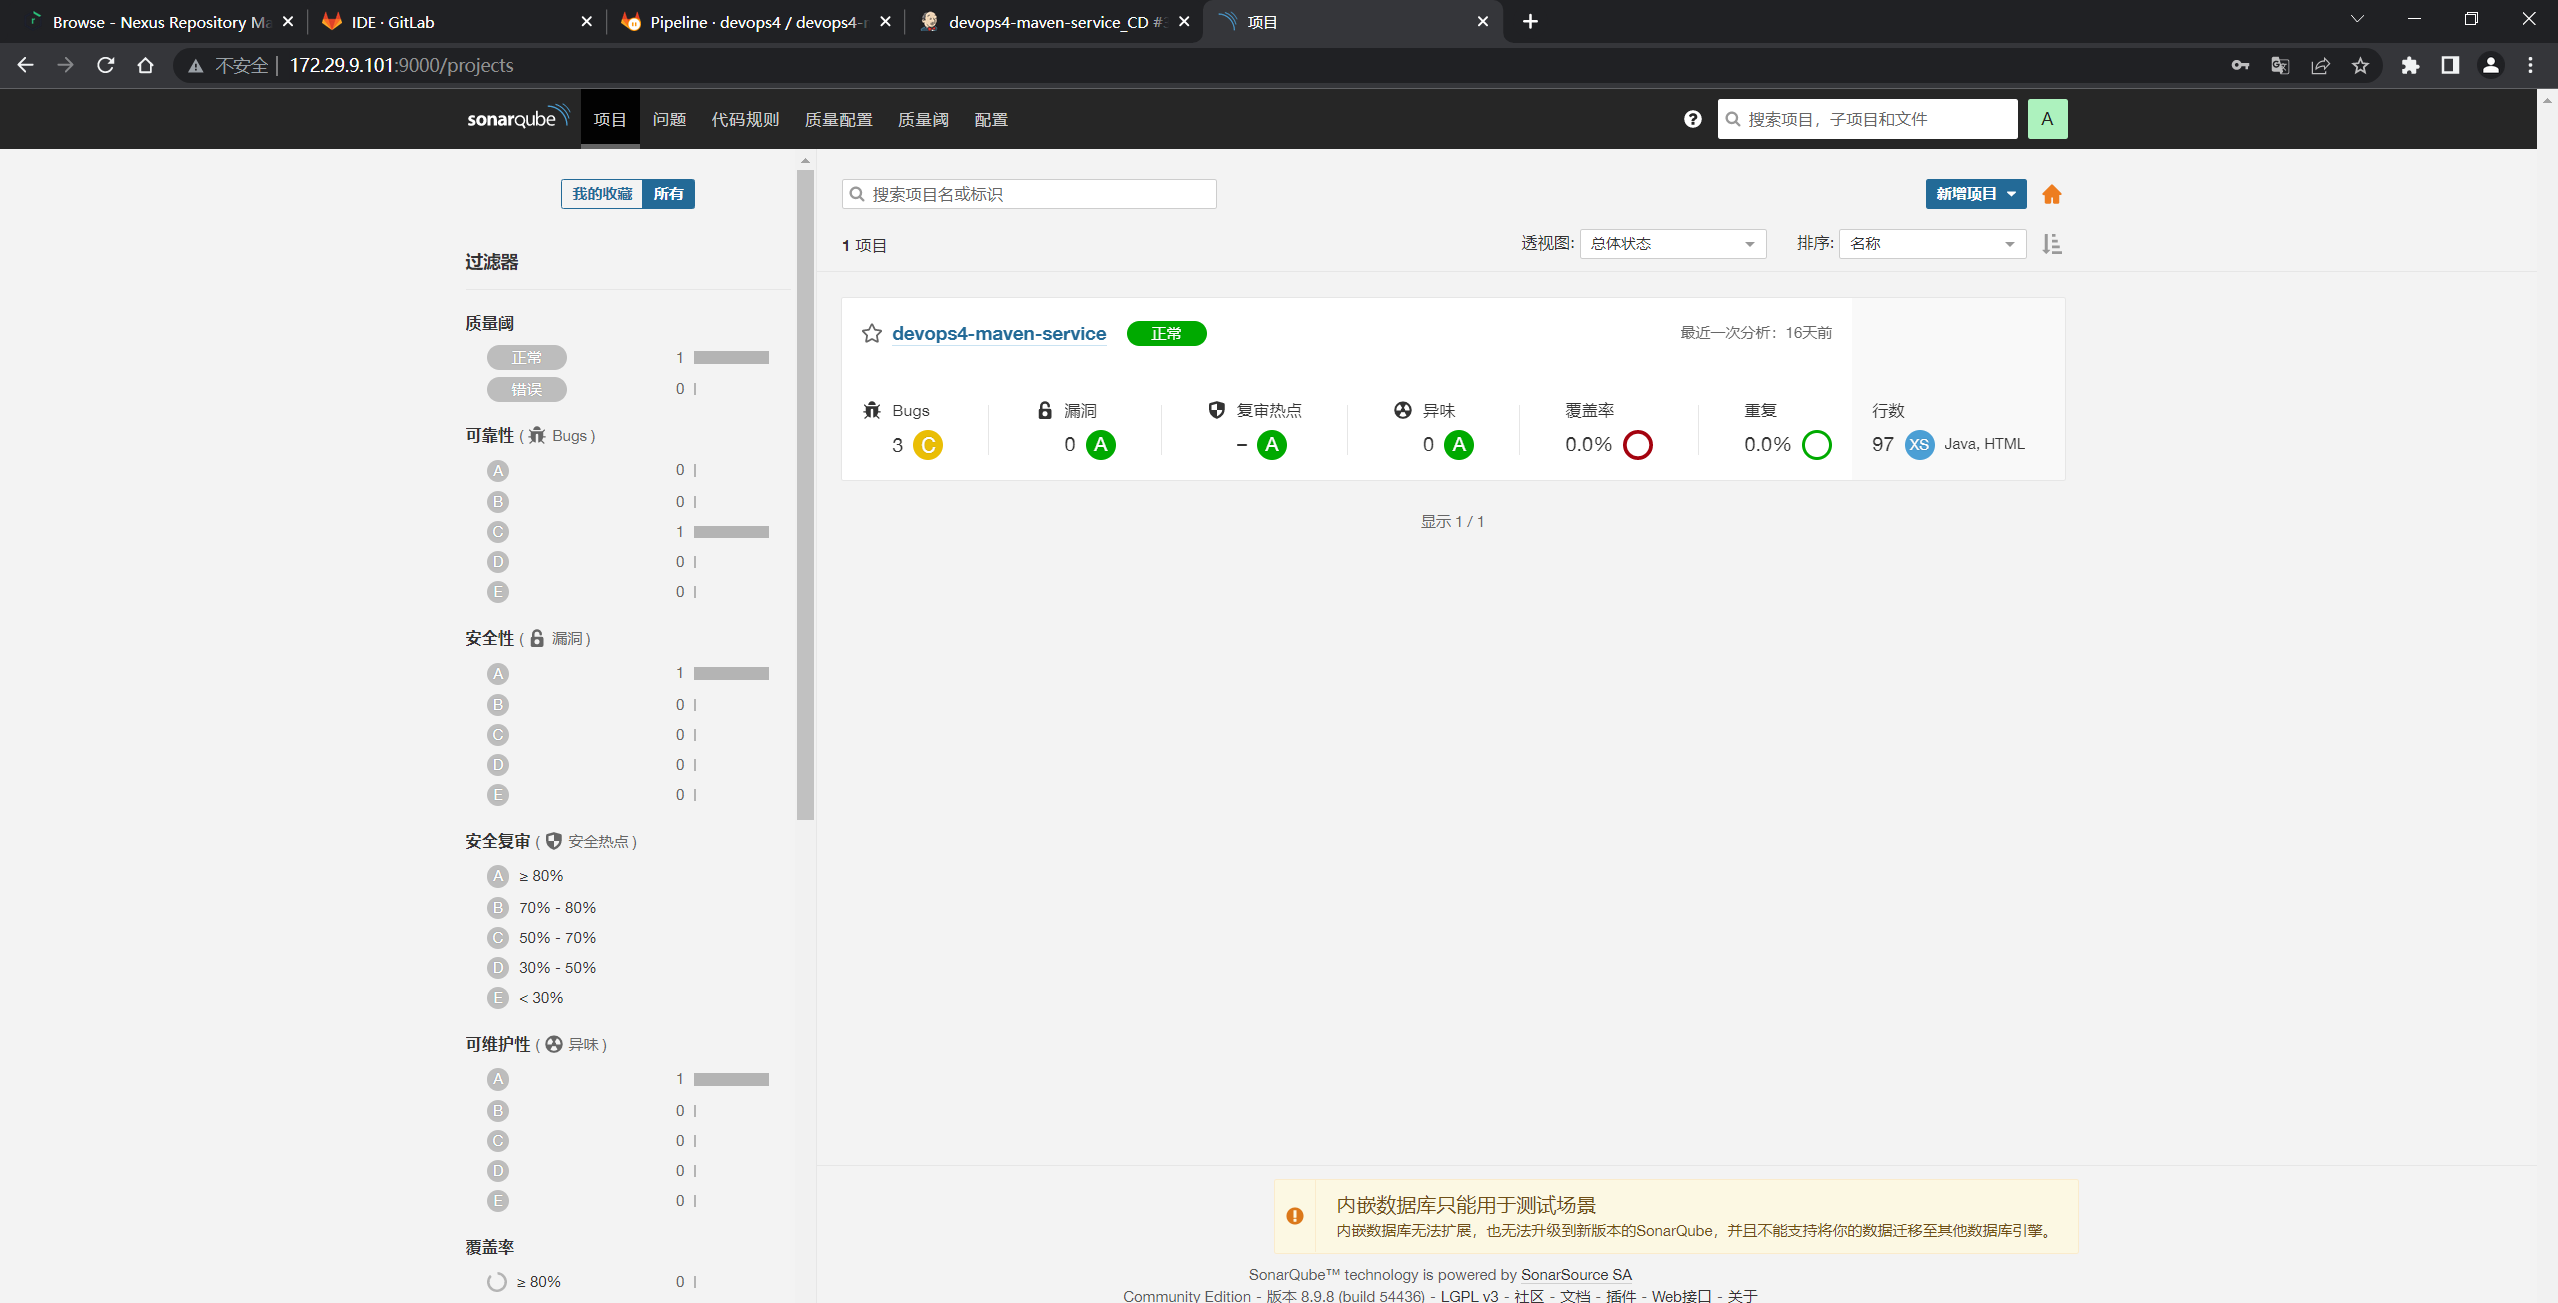 Browse - Nexus Repository Ma
IDE · GitLab
Pipeline · devops4 / devops4-
devops4-maven-service_CD #
项目
不安全 | 172.29.9.101:9000/projects
sonarqube 项目 问题 代码规则 质量配置 质量阈 配置
搜索项目，子项目和文件 A
我的收藏 所有
搜索项目名或标识
新增项目
1 项目
透视图: 总体状态 排序: 名称
过滤器
质量阈
正常 1
错误 0
可靠性 ( Bugs )
A 0
B 0
C 1
D 0
E 0
安全性 ( 漏洞 )
A 1
B 0
C 0
D 0
E 0
安全复审 ( 安全热点 )
A ≥ 80%
B 70% - 80%
C 50% - 70%
D 30% - 50%
E < 30%
可维护性 ( 异味 )
A 1
B 0
C 0
D 0
E 0
覆盖率
≥ 80% 0
devops4-maven-service 正常 最近一次分析：16天前
Bugs 漏洞 复审热点 异味 覆盖率 重复 行数
3 C 0 A – A 0 A 0.0% 0.0% 97 XS Java, HTML
显示 1 / 1
内嵌数据库只能用于测试场景
内嵌数据库无法扩展，也无法升级到新版本的SonarQube，并且不能支持将你的数据迁移至其他数据库引擎。
SonarQube™ technology is powered by SonarSource SA
Community Edition - 版本 8.9.8 (build 54436) - LGPL v3 - 社区 - 文档 - 插件 - Web接口 - 关于